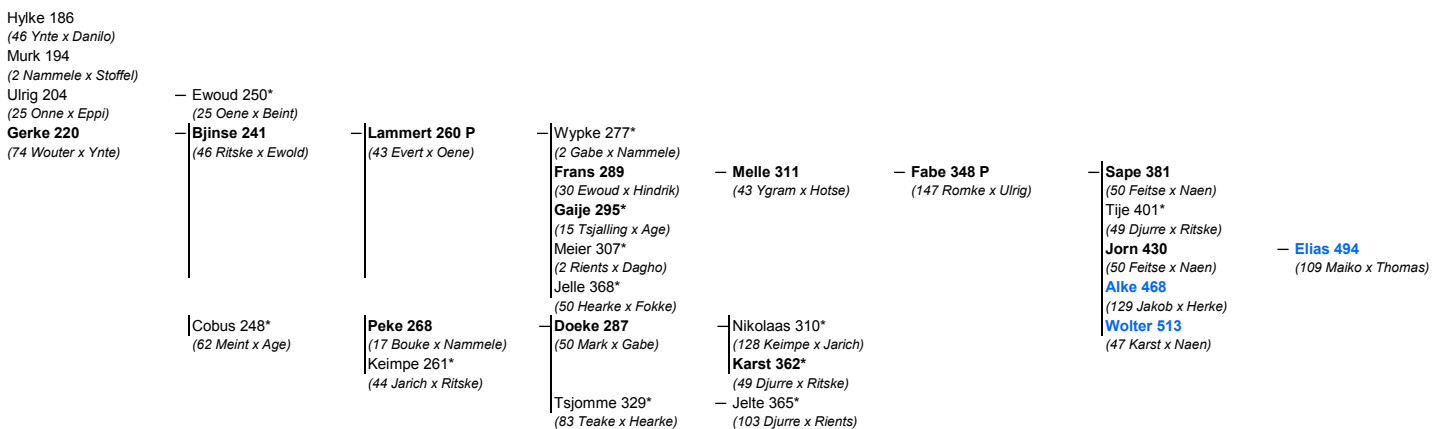 Hylke 186
(46 Ynte x Danilo)
Murk 194
(2 Nammele x Stoffel)
Ulrig 204 – Ewoud 250*
(25 Onne x Eppi) (25 Oene x Beint)
Gerke 220 – Bjinse 241 – Lammert 260 P – Wypke 277*
(74 Wouter x Ynte) (46 Ritske x Ewold) (43 Evert x Oene) (2 Gabe x Nammele)
Frans 289 – Melle 311 – Fabe 348 P – Sape 381
(30 Ewoud x Hindrik) (43 Ygram x Hotse) (147 Romke x Ulrig) (50 Feitse x Naen)
Gaije 295* Tije 401*
(15 Tsjalling x Age) (49 Djurre x Ritske)
Meier 307* Jorn 430 – Elias 494
(2 Rients x Dagho) (50 Feitse x Naen) (109 Maiko x Thomas)
Jelle 368* Alke 468
(50 Hearke x Fokke) (129 Jakob x Herke)
Cobus 248* Peke 268 – Doeke 287 – Nikolaas 310* Wolter 513
(62 Meint x Age) (17 Bouke x Nammele) (50 Mark x Gabe) (128 Keimpe x Jarich) (47 Karst x Naen)
Keimpe 261* Karst 362*
(44 Jarich x Ritske) (49 Djurre x Ritske)
Tsjomme 329* – Jelte 365*
(83 Teake x Hearke) (103 Djurre x Rients)